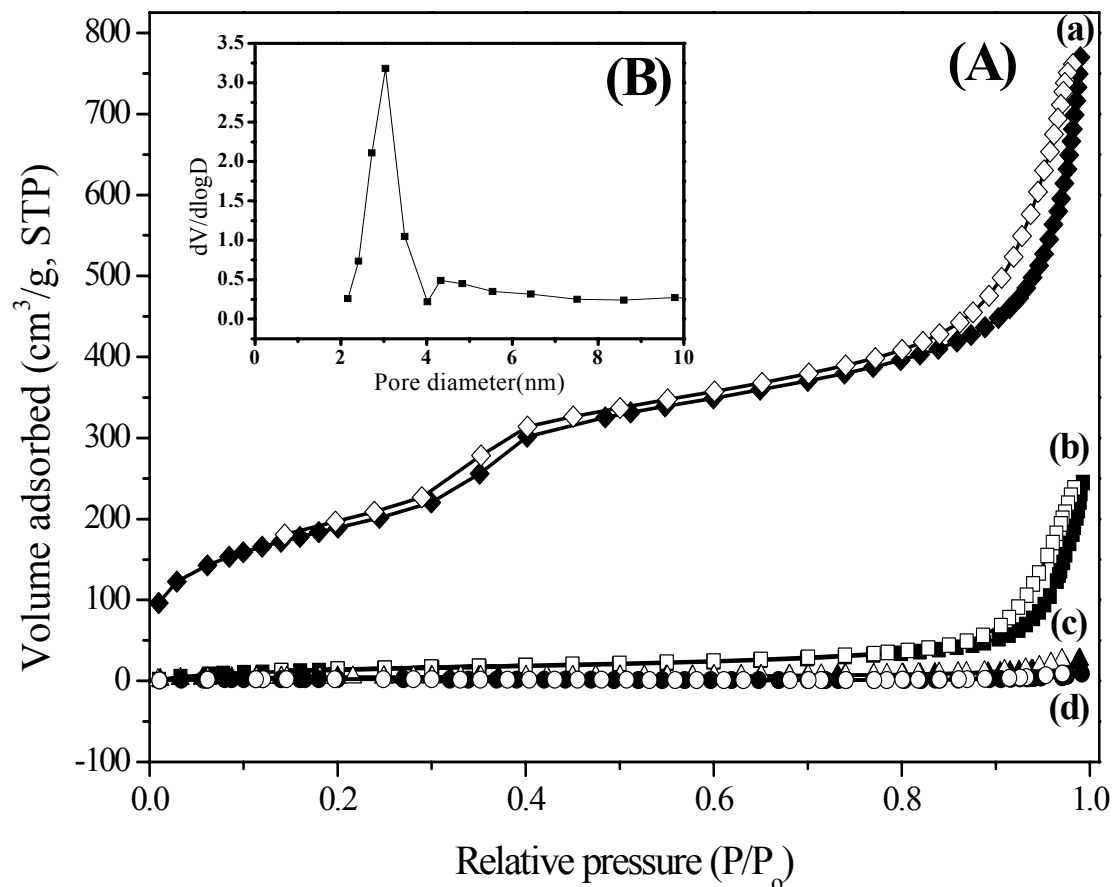 800
700
600
500
400
300
200
100
0
-100
Volume adsorbed (cm³/g, STP)
0.0 0.2 0.4 0.6 0.8 1.0
Relative pressure (P/Pₒ)
(A)
(a)
(b)
(c)
(d)
(B)
3.5
3.0
2.5
2.0
1.5
1.0
0.5
0.0
dV/dlogD
0 2 4 6 8 10
Pore diameter(nm)